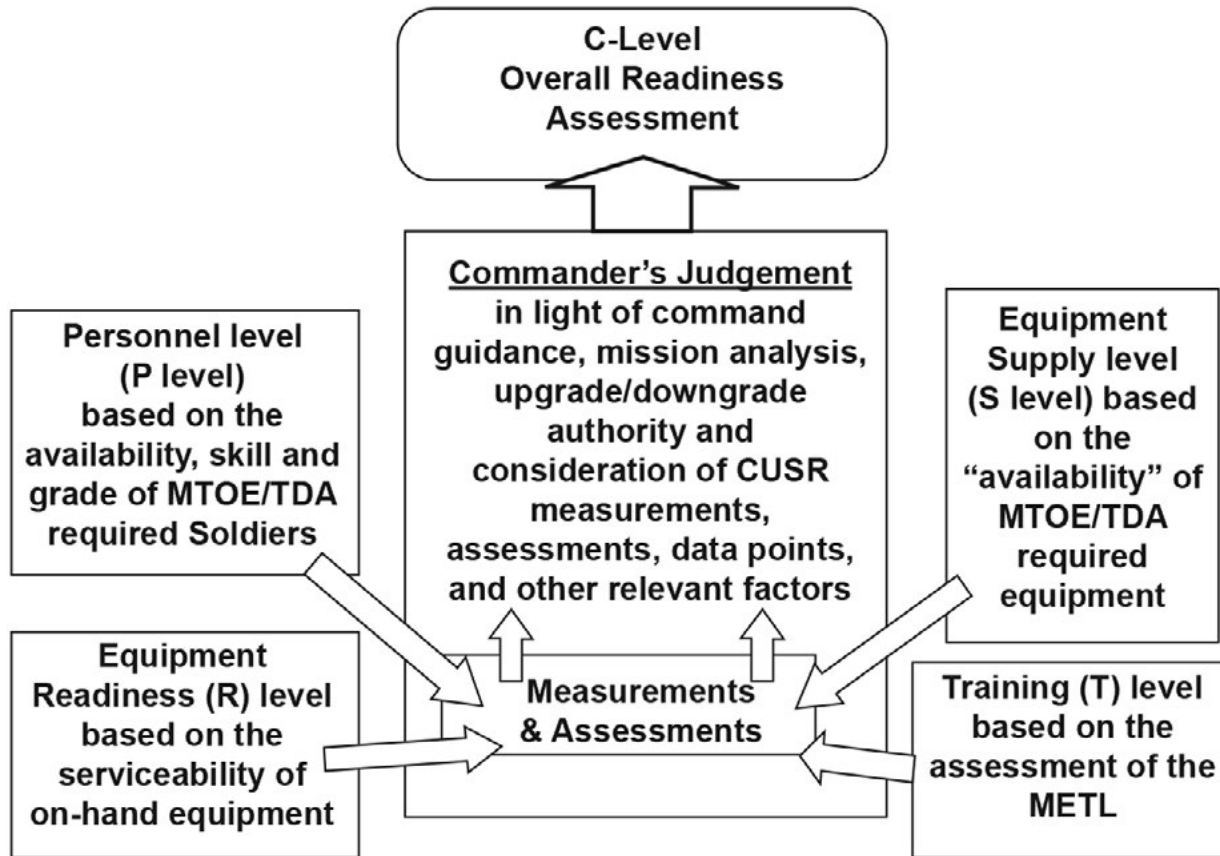 C-Level
Overall Readiness
Assessment
Commander's Judgement
in light of command
guidance, mission analysis,
upgrade/downgrade
authority and
consideration of CUSR
measurements,
assessments, data points,
and other relevant factors
Personnel level
(P level)
based on the
availability, skill and
grade of MTOE/TDA
required Soldiers
Equipment
Supply level
(S level) based
on the
“availability” of
MTOE/TDA
required
equipment
Equipment
Readiness (R) level
based on the
serviceability of
on-hand equipment
Measurements
& Assessments
Training (T) level
based on the
assessment of the
METL